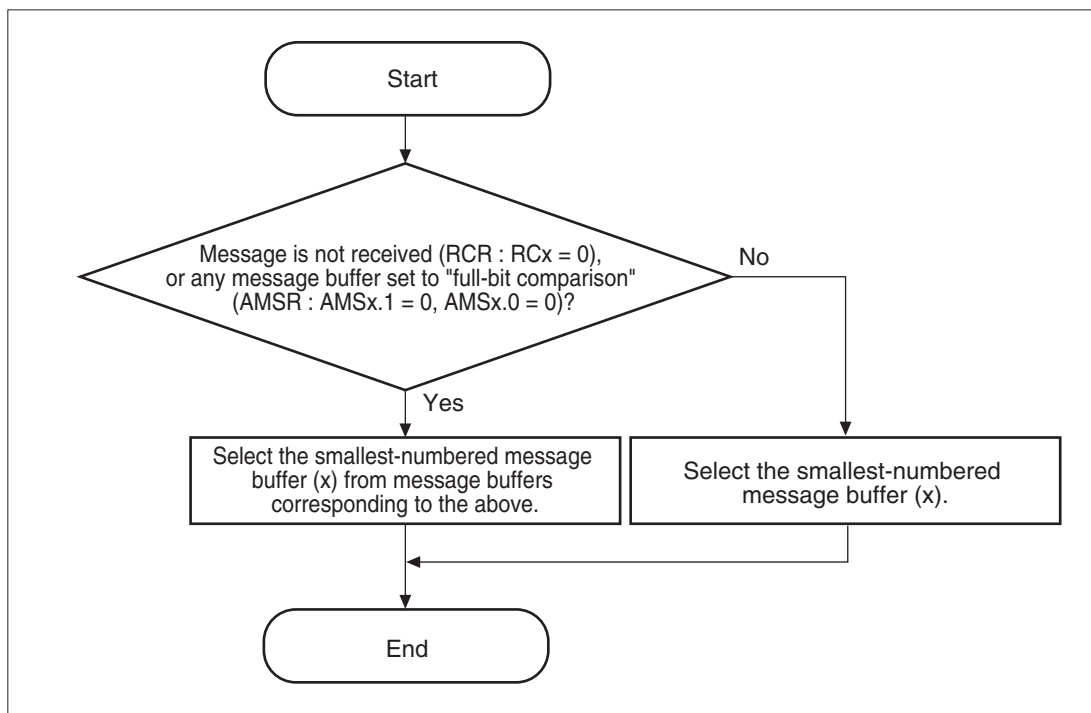 Start
Message is not received (RCR : RCx = 0),
or any message buffer set to "full-bit comparison"
(AMSR : AMSx.1 = 0, AMSx.0 = 0)?
No
Yes
Select the smallest-numbered message
buffer (x) from message buffers
corresponding to the above.
Select the smallest-numbered
message buffer (x).
End